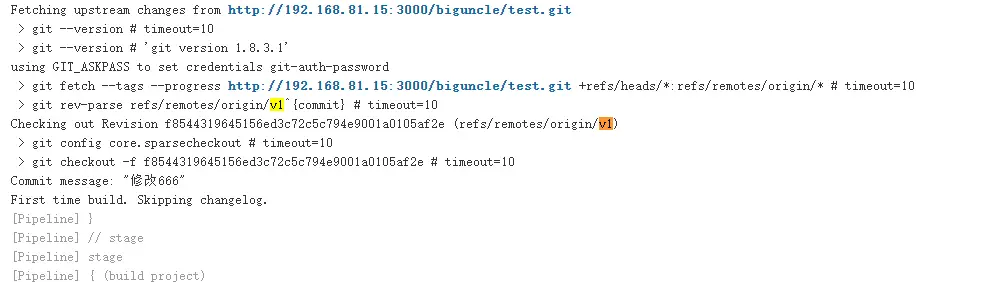 Fetching upstream changes from http://192.168.81.15:3000/biguncle/test.git
> git --version # timeout=10
> git --version # 'git version 1.8.3.1'
using GIT_ASKPASS to set credentials git-auth-password
> git fetch --tags --progress http://192.168.81.15:3000/biguncle/test.git +refs/heads/*:refs/remotes/origin/* # timeout=10
> git rev-parse refs/remotes/origin/v1^{commit} # timeout=10
Checking out Revision f8544319645156ed3c72c5c794e9001a0105af2e (refs/remotes/origin/v1)
> git config core.sparsecheckout # timeout=10
> git checkout -f f8544319645156ed3c72c5c794e9001a0105af2e # timeout=10
Commit message: "修改666"
First time build. Skipping changelog.
[Pipeline] }
[Pipeline] // stage
[Pipeline] stage
[Pipeline] { (build project)